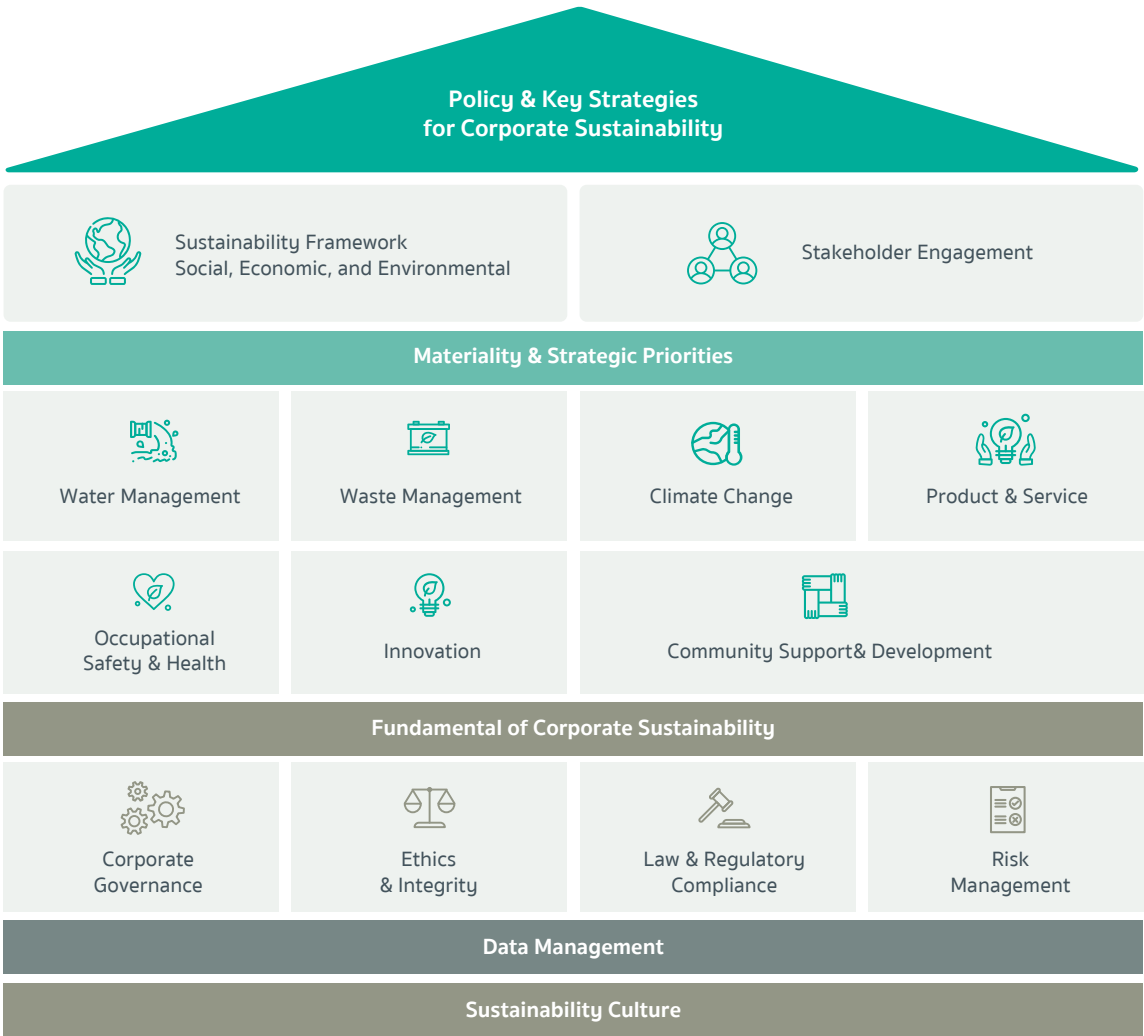 Policy & Key Strategies
for Corporate Sustainability
Sustainability Framework
Social, Economic, and Environmental
Stakeholder Engagement
Materiality & Strategic Priorities
Water Management
Waste Management
Climate Change
Product & Service
Occupational
Safety & Health
Innovation
Community Support& Development
Fundamental of Corporate Sustainability
Corporate
Governance
Ethics
& Integrity
Law & Regulatory
Compliance
Risk
Management
Data Management
Sustainability Culture